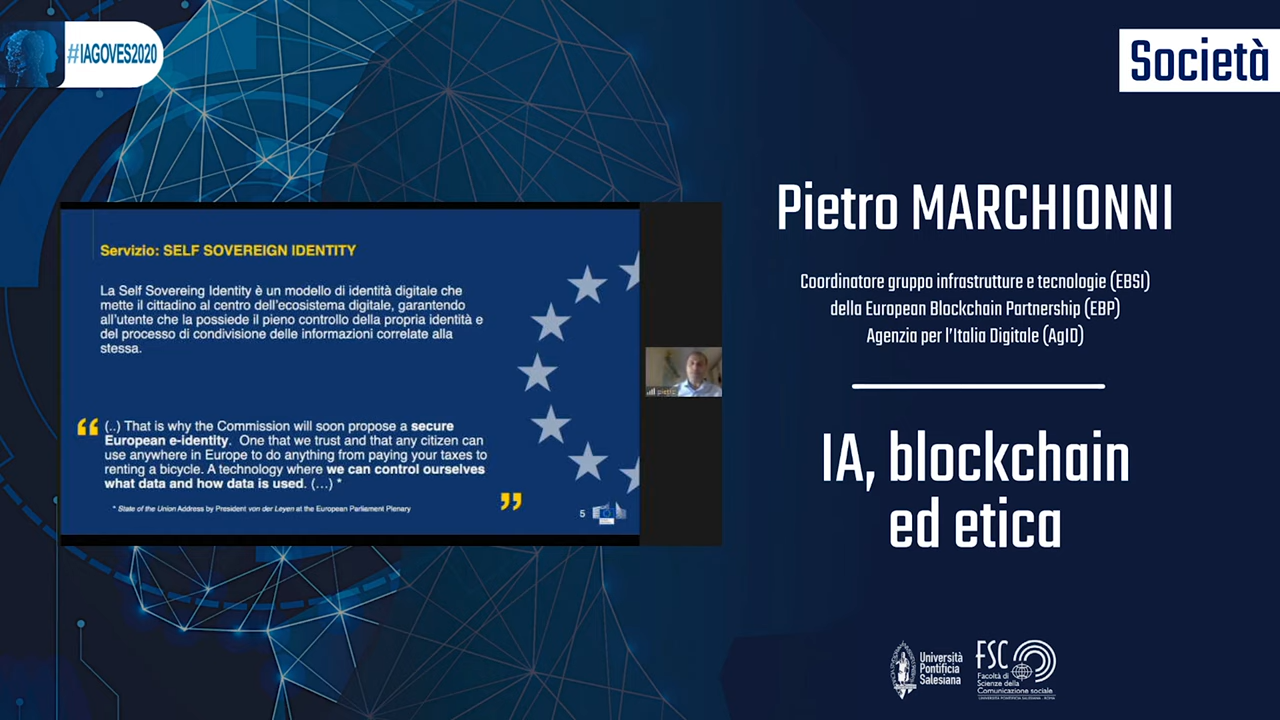 #IAGOVES2020
Società
Servizio: SELF SOVEREIGN IDENTITY
La Self Sovereing Identity è un modello di identità digitale che
mette il cittadino al centro dell'ecosistema digitale, garantendo
all'utente che la possiede il pieno controllo della propria identità e
del processo di condivisione delle informazioni correlate alla
stessa.
“ (..) That is why the Commission will soon propose a secure
European e-identity. One that we trust and that any citizen can
use anywhere in Europe to do anything from paying your taxes to
renting a bicycle. A technology where we can control ourselves
what data and how data is used. (…) *
”
* State of the Union Address by President von der Leyen at the European Parliament Plenary
5
Pietro MARCHIONNI
Coordinatore gruppo infrastrutture e tecnologie (EBSI)
della European Blockchain Partnership (EBP)
Agenzia per l'Italia Digitale (AgID)
IA, blockchain
ed etica
Università
Pontificia
Salesiana
FSC
Facoltà di
Scienze della
Comunicazione sociale
UNIVERSITÀ PONTIFICIA SALESIANA - ROMA